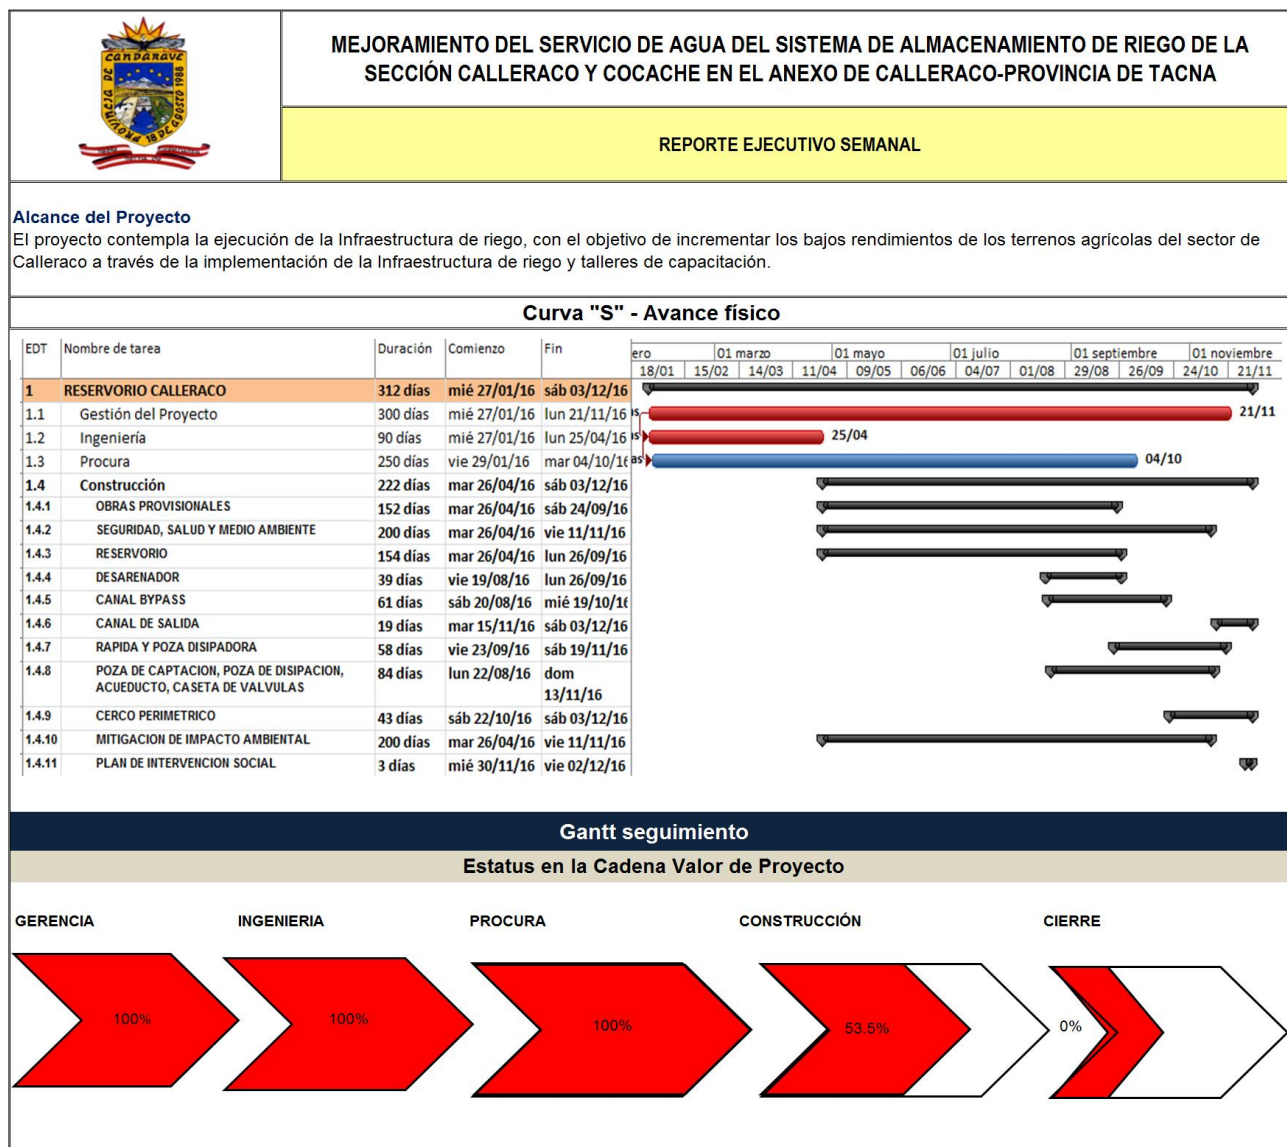 PROVINCIA DE CANDARAVE
18 DE AGOSTO 1988
MEJORAMIENTO DEL SERVICIO DE AGUA DEL SISTEMA DE ALMACENAMIENTO DE RIEGO DE LA
SECCIÓN CALLERACO Y COCACHE EN EL ANEXO DE CALLERACO-PROVINCIA DE TACNA
REPORTE EJECUTIVO SEMANAL
Alcance del Proyecto
El proyecto contempla la ejecución de la Infraestructura de riego, con el objetivo de incrementar los bajos rendimientos de los terrenos agrícolas del sector de
Calleraco a través de la implementación de la Infraestructura de riego y talleres de capacitación.
Curva "S" - Avance físico
EDT Nombre de tarea Duración Comienzo Fin
ero 01 marzo 01 mayo 01 julio 01 septiembre 01 noviembre
18/01 15/02 14/03 11/04 09/05 06/06 04/07 01/08 29/08 26/09 24/10 21/11
1 RESERVORIO CALLERACO 312 días mié 27/01/16 sáb 03/12/16
1.1 Gestión del Proyecto 300 días mié 27/01/16 lun 21/11/16 as 21/11
1.2 Ingeniería 90 días mié 27/01/16 lun 25/04/16 as 25/04
1.3 Procura 250 días vie 29/01/16 mar 04/10/16 as 04/10
1.4 Construcción 222 días mar 26/04/16 sáb 03/12/16
1.4.1 OBRAS PROVISIONALES 152 días mar 26/04/16 sáb 24/09/16
1.4.2 SEGURIDAD, SALUD Y MEDIO AMBIENTE 200 días mar 26/04/16 vie 11/11/16
1.4.3 RESERVORIO 154 días mar 26/04/16 lun 26/09/16
1.4.4 DESARENADOR 39 días vie 19/08/16 lun 26/09/16
1.4.5 CANAL BYPASS 61 días sáb 20/08/16 mié 19/10/16
1.4.6 CANAL DE SALIDA 19 días mar 15/11/16 sáb 03/12/16
1.4.7 RAPIDA Y POZA DISIPADORA 58 días vie 23/09/16 sáb 19/11/16
1.4.8 POZA DE CAPTACION, POZA DE DISIPACION, 84 días lun 22/08/16 dom
ACUEDUCTO, CASETA DE VALVULAS 13/11/16
1.4.9 CERCO PERIMETRICO 43 días sáb 22/10/16 sáb 03/12/16
1.4.10 MITIGACION DE IMPACTO AMBIENTAL 200 días mar 26/04/16 vie 11/11/16
1.4.11 PLAN DE INTERVENCION SOCIAL 3 días mié 30/11/16 vie 02/12/16
Gantt seguimiento
Estatus en la Cadena Valor de Proyecto
GERENCIA INGENIERIA PROCURA CONSTRUCCIÓN CIERRE
100% 100% 100% 53.5% 0%